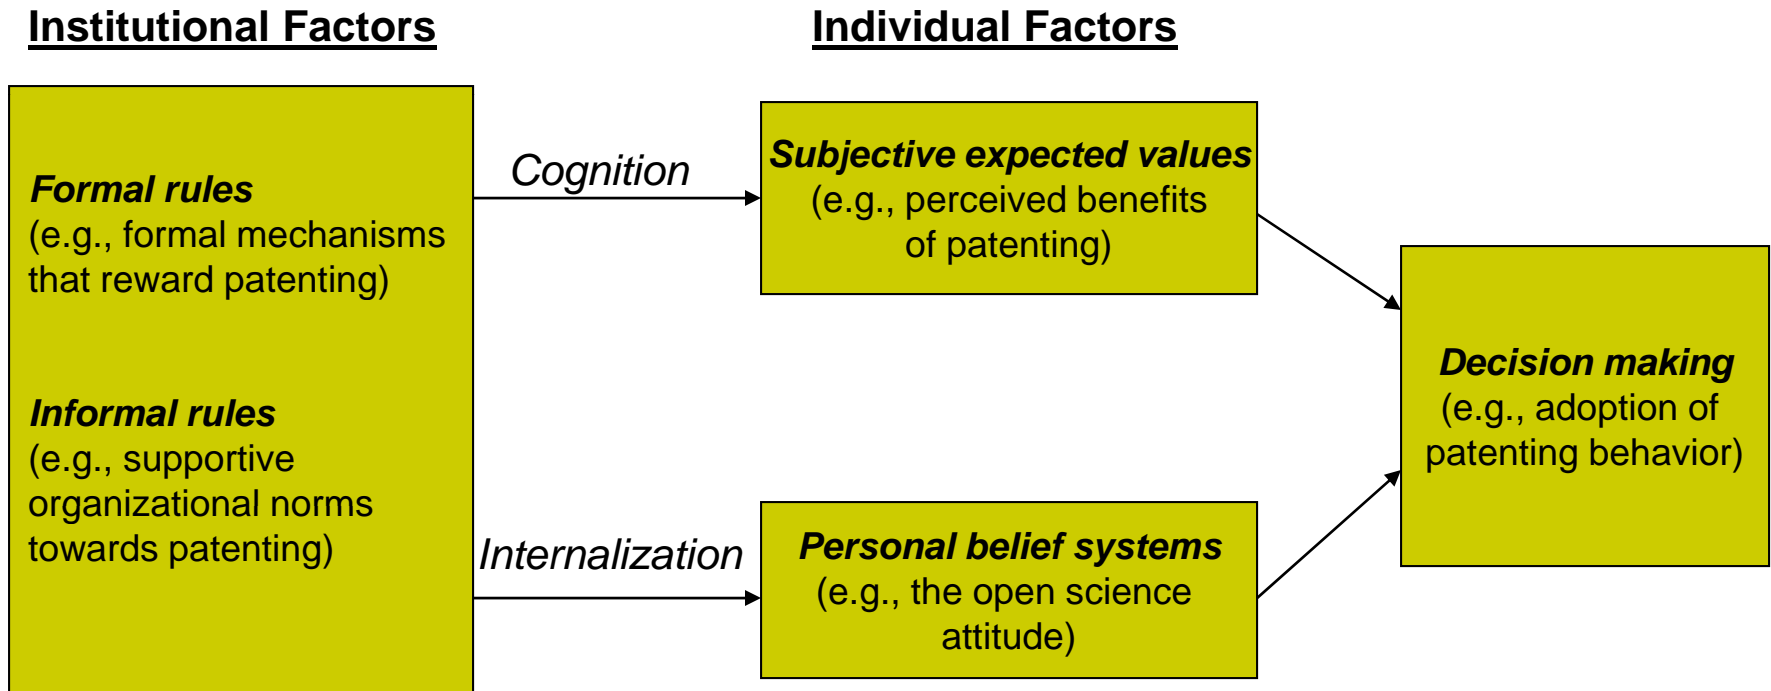 Institutional Factors
Individual Factors
Formal rules
(e.g., formal mechanisms
that reward patenting)
Informal rules
(e.g., supportive
organizational norms
towards patenting)
Cognition
Internalization
Subjective expected values
(e.g., perceived benefits
of patenting)
Personal belief systems
(e.g., the open science
attitude)
Decision making
(e.g., adoption of
patenting behavior)